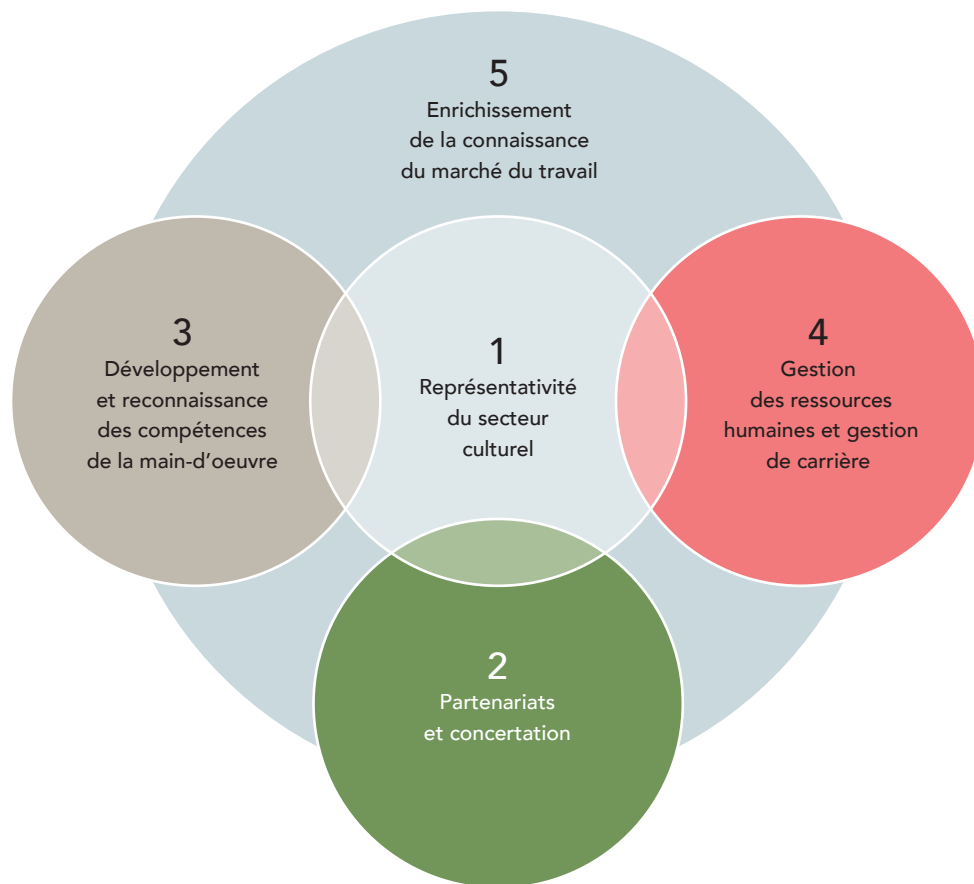 5
Enrichissement
de la connaissance
du marché du travail
3
Développement
et reconnaissance
des compétences
de la main-d'oeuvre
1
Représentativité
du secteur
culturel
4
Gestion
des ressources
humaines et gestion
de carrière
2
Partenariats
et concertation